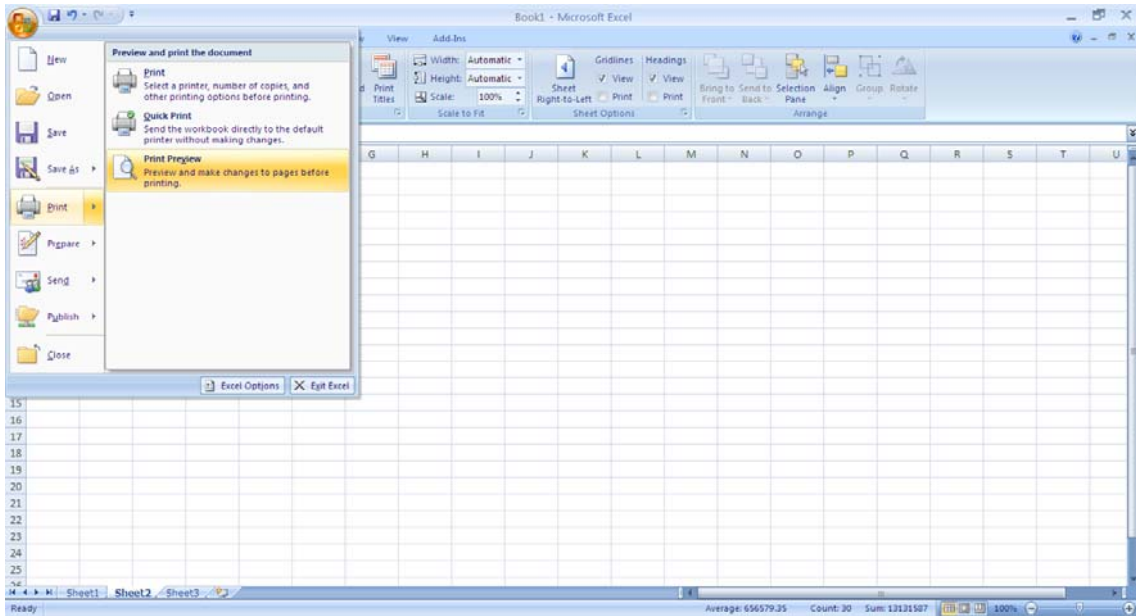 Book1 - Microsoft Excel
View Add-Ins
New
Open
Save
Save As
Print
Prepare
Send
Publish
Close
Preview and print the document
Print
Select a printer, number of copies, and
other printing options before printing.
Quick Print
Send the workbook directly to the default
printer without making changes.
Print Preview
Preview and make changes to pages before
printing.
Excel Options Exit Excel
Print
Titles
Width: Automatic
Height: Automatic
Scale: 100%
Scale to Fit
Sheet
Right-to-Left
Gridlines Headings
View View
Print Print
Sheet Options
Bring to Send to Selection Align Group Rotate
Front Back Pane
Arrange
G H I J K L M N O P Q R S T U
15
16
17
18
19
20
21
22
23
24
25
Sheet1 Sheet2 Sheet3
Ready Average: 656579.35 Count: 30 Sum: 13131587 100%